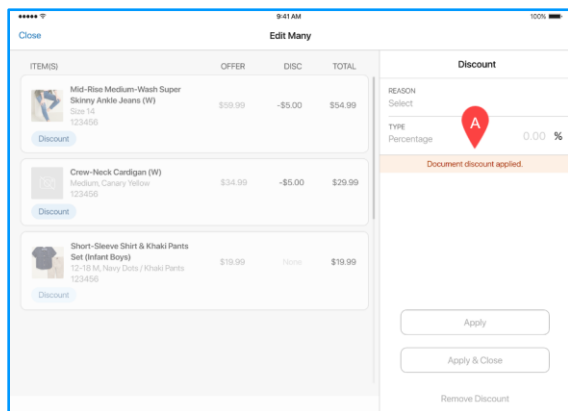 9:41 AM
100%
Close
Edit Many
ITEM(S) OFFER DISC TOTAL
Mid-Rise Medium-Wash Super
Skinny Ankle Jeans (W)
Size 14
123456
$59.99 -$5.00 $54.99
Discount
Crew-Neck Cardigan (W)
Medium, Canary Yellow
123456
$34.99 -$5.00 $29.99
Discount
Short-Sleeve Shirt & Khaki Pants
Set (Infant Boys)
12-18 M, Navy Dots / Khaki Pants
123456
$19.99 None $19.99
Discount
Discount
REASON
Select
TYPE
Percentage 0.00 %
A
Document discount applied.
Apply
Apply & Close
Remove Discount